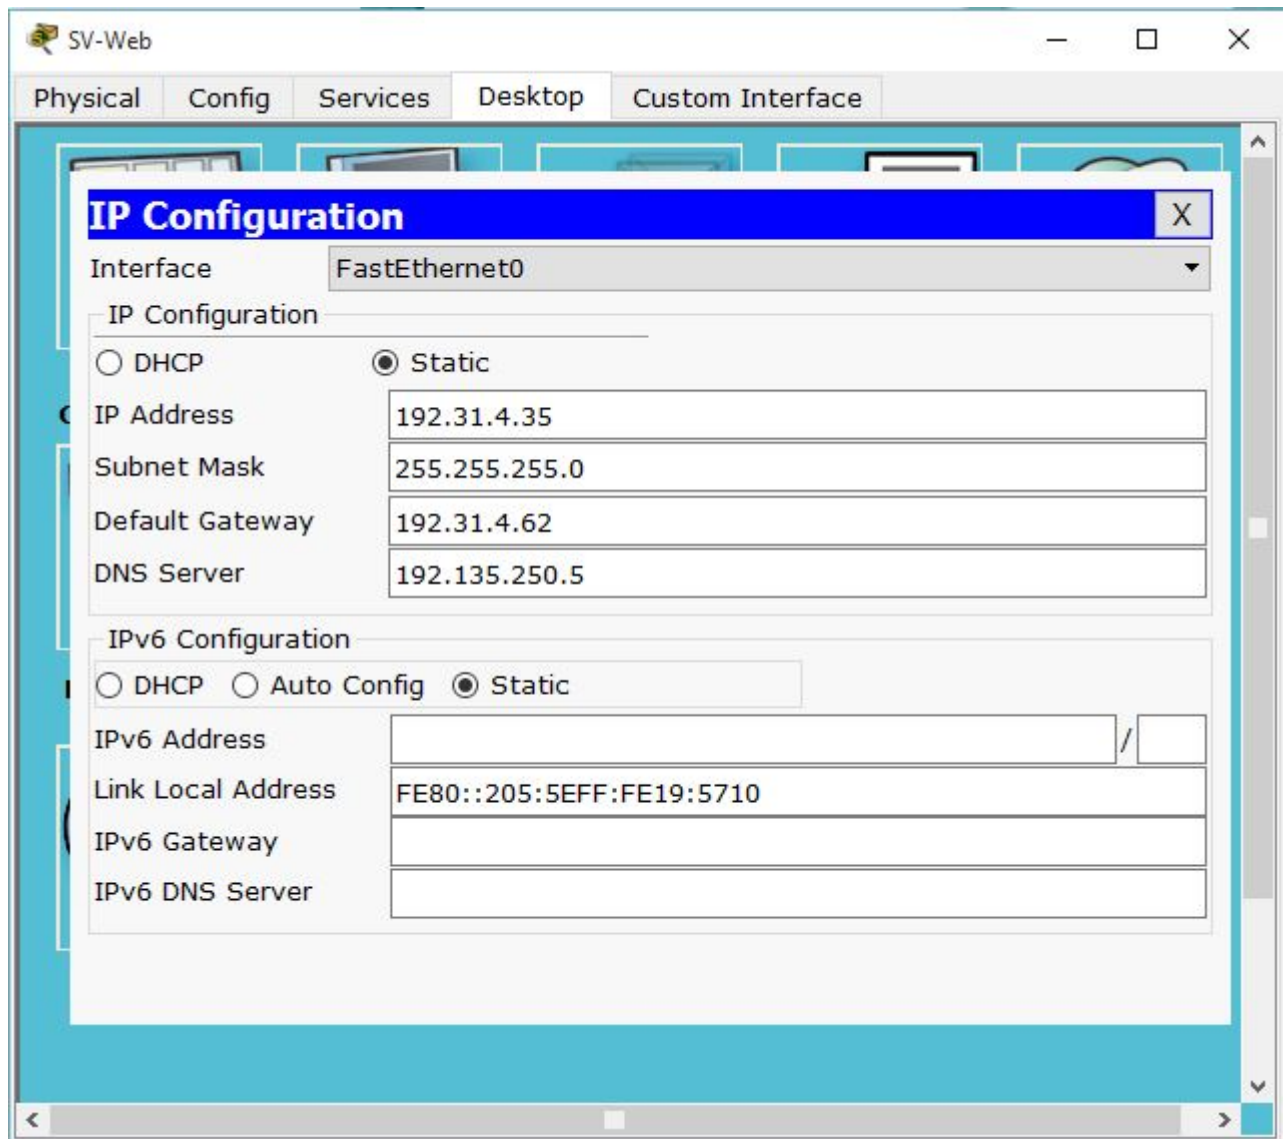 SV-Web
Physical Config Services Desktop Custom Interface
IP Configuration X
Interface FastEthernet0
IP Configuration
DHCP Static
IP Address 192.31.4.35
Subnet Mask 255.255.255.0
Default Gateway 192.31.4.62
DNS Server 192.135.250.5
IPv6 Configuration
DHCP Auto Config Static
IPv6 Address /
Link Local Address FE80::205:5EFF:FE19:5710
IPv6 Gateway
IPv6 DNS Server